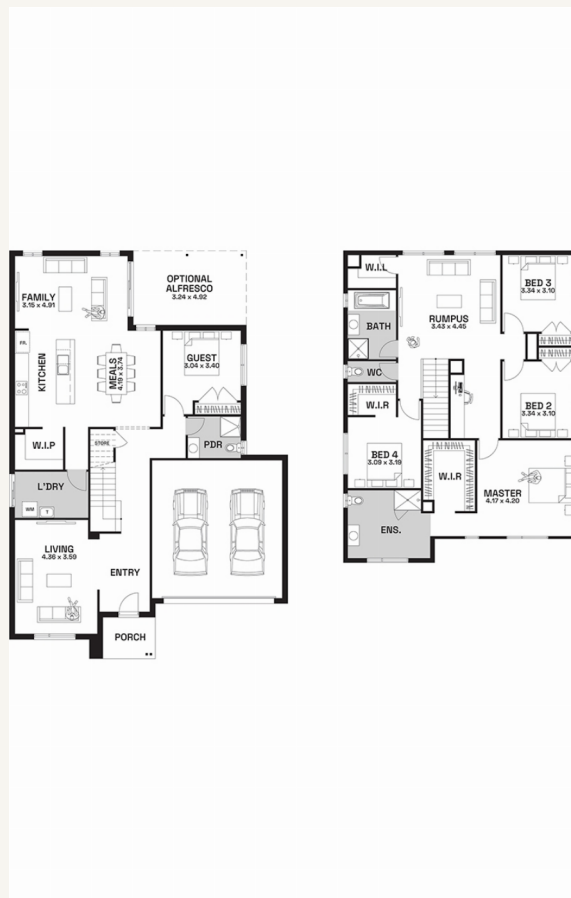 OPTIONAL
ALFRESCO
3.24 x 4.92
FAMILY
3.15 x 4.91
FR.
KITCHEN
MEALS
4.19 x 3.74
GUEST
3.04 x 3.40
W.I.P
STORE
PDR
L'DRY
WM
T
LIVING
4.36 x 3.59
ENTRY
PORCH
W.I.L
RUMPUS
3.43 x 4.45
BED 3
3.34 x 3.10
BATH
WC
W.I.R
BED 2
3.34 x 3.10
BED 4
3.09 x 3.19
W.I.R
MASTER
4.17 x 4.20
ENS.